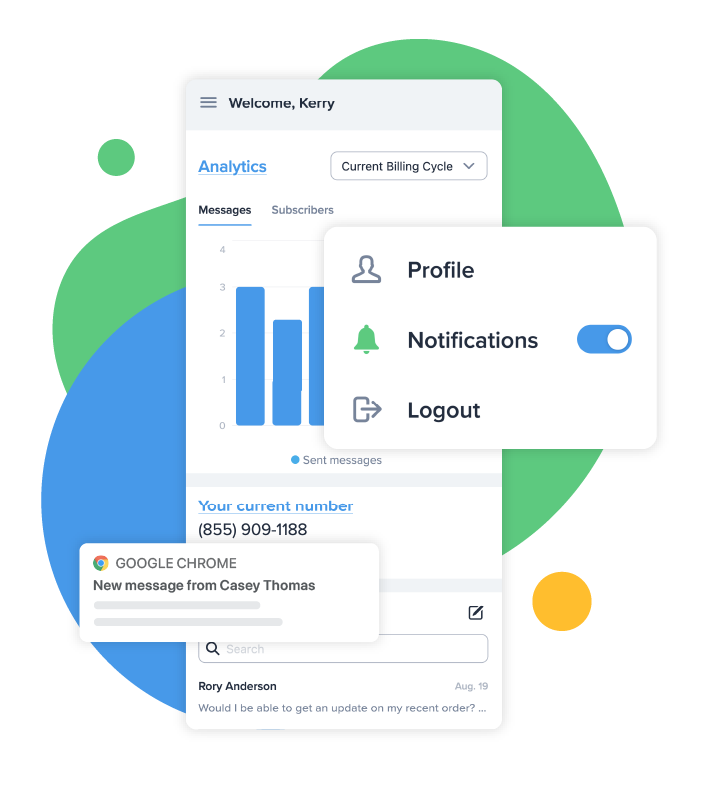 Welcome, Kerry
Analytics
Current Billing Cycle
Messages Subscribers
4
3
2
1
0
Sent messages
Profile
Notifications
Logout
Your current number
(855) 909-1188
GOOGLE CHROME
New message from Casey Thomas
Search
Rory Anderson Aug. 19
Would I be able to get an update on my recent order? ...